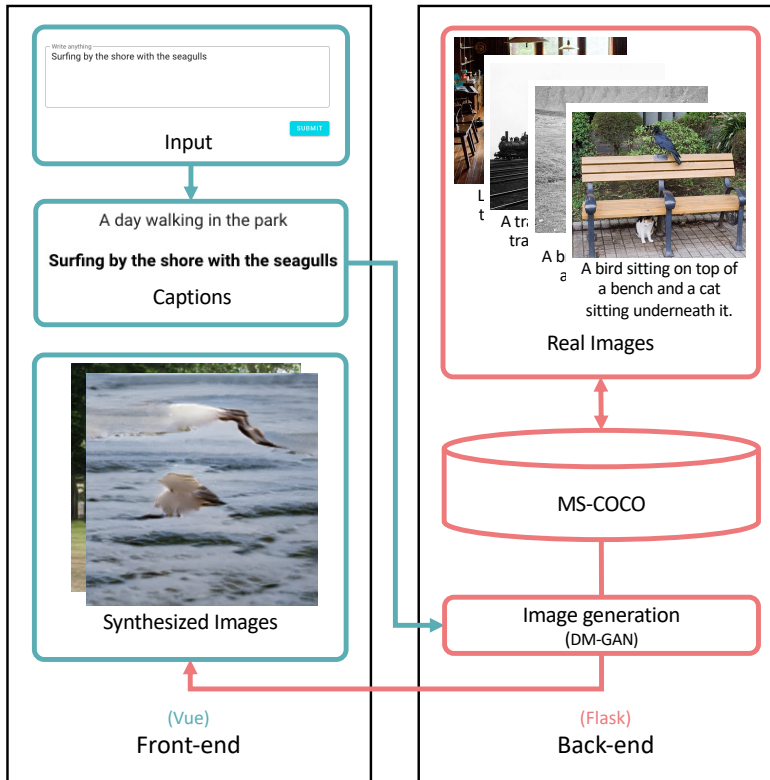 Write anything
Surfing by the shore with the seagulls
SUBMIT
Input
A day walking in the park
Surfing by the shore with the seagulls
Captions
Synthesized Images
(Vue)
Front-end
L
t
A tra
tra
A b
a
A bird sitting on top of
a bench and a cat
sitting underneath it.
Real Images
MS-COCO
Image generation
(DM-GAN)
(Flask)
Back-end